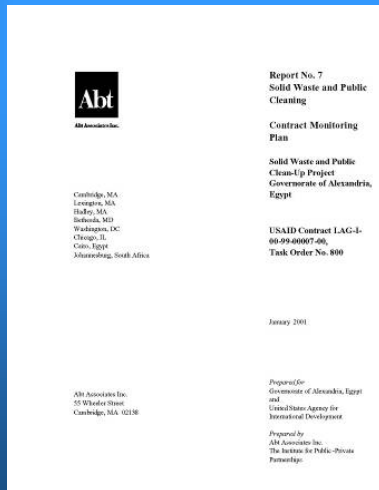 Abt
Abt Associates Inc.
Cambridge, MA
Lexington, MA
Hadley, MA
Bethesda, MD
Washington, DC
Chicago, IL
Cairo, Egypt
Johannesburg, South Africa
Abt Associates Inc.
55 Wheeler Street
Cambridge, MA 02138
Report No. 7
Solid Waste and Public
Cleaning
Contract Monitoring
Plan
Solid Waste and Public
Clean-Up Project
Governorate of Alexandria,
Egypt
USAID Contract LAG-I-
00-99-00007-00,
Task Order No. 800
January 2001
Prepared for
Governorate of Alexandria, Egypt
and
United States Agency for
International Development
Prepared by
Abt Associates Inc.
The Institute for Public-Private
Partnerships